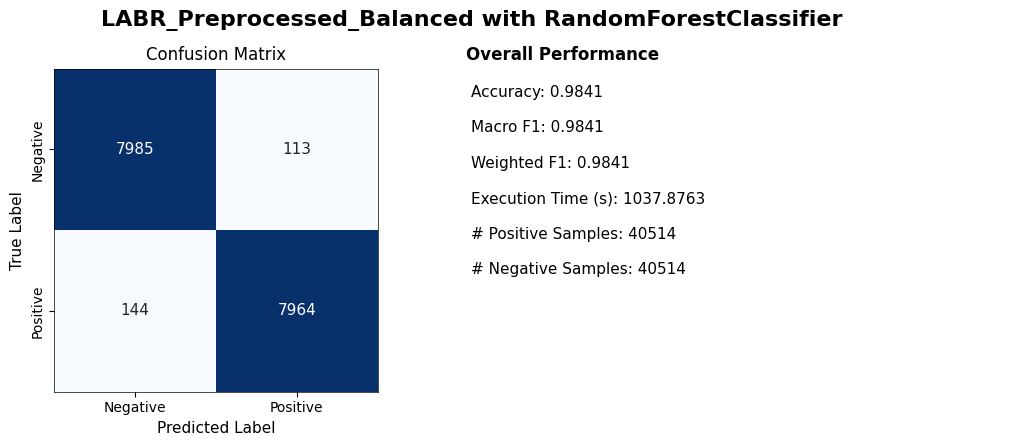 LABR_Preprocessed_Balanced with RandomForestClassifier
Confusion Matrix
True Label
Negative
7985
113
Positive
144
7964
Negative
Positive
Predicted Label
Overall Performance
Accuracy: 0.9841
Macro F1: 0.9841
Weighted F1: 0.9841
Execution Time (s): 1037.8763
# Positive Samples: 40514
# Negative Samples: 40514